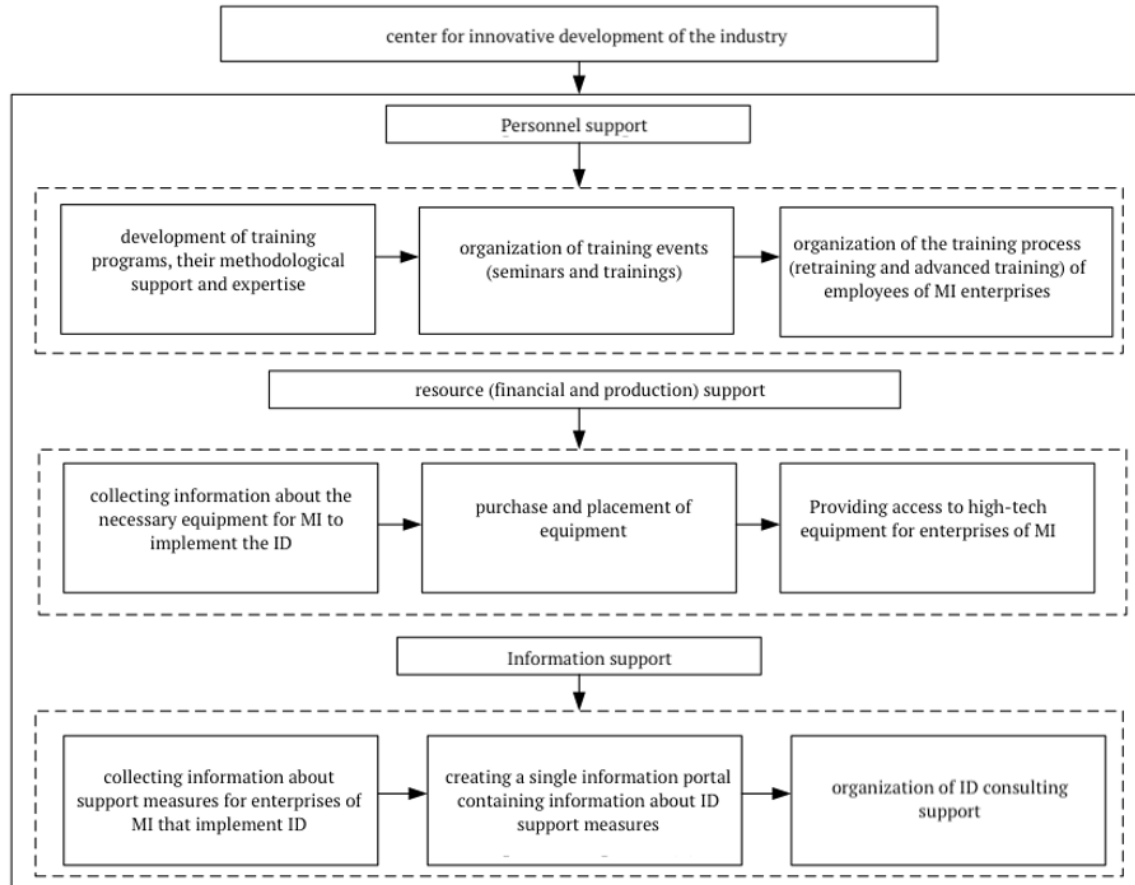 center for innovative development of the industry
Personnel support
development of training
programs, their methodological
support and expertise
organization of training events
(seminars and trainings)
organization of the training process
(retraining and advanced training) of
employees of MI enterprises
resource (financial and production) support
collecting information about the
necessary equipment for MI to
implement the ID
purchase and placement of
equipment
Providing access to high-tech
equipment for enterprises of MI
Information support
collecting information about
support measures for enterprises of
MI that implement ID
creating a single information portal
containing information about ID
support measures
organization of ID consulting
support